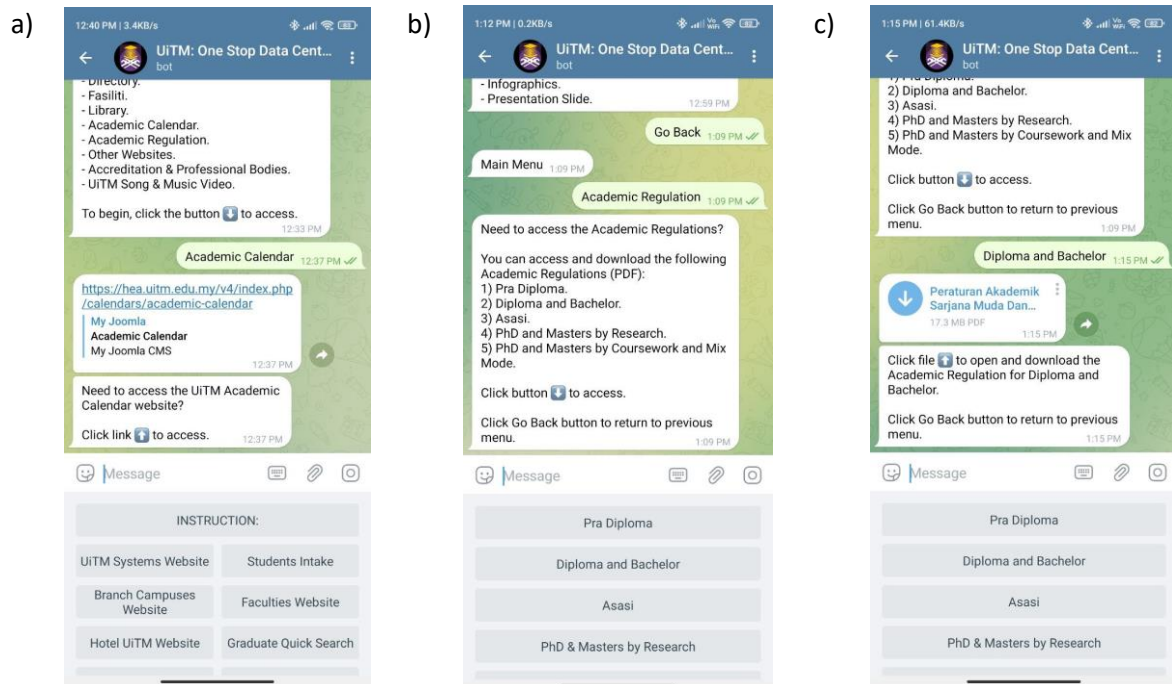 a)
12:40 PM | 3.4KB/s
82
UiTM: One Stop Data Cent...
bot
- Directory.
- Fasiliti.
- Library.
- Academic Calendar.
- Academic Regulation.
- Other Websites.
- Accreditation & Professional Bodies.
- UiTM Song & Music Video.
To begin, click the button ⬇️ to access.
12:33 PM
Academic Calendar 12:37 PM
https://hea.uitm.edu.my/v4/index.php
/calendars/academic-calendar
My Joomla
Academic Calendar
My Joomla CMS
12:37 PM
Need to access the UiTM Academic
Calendar website?
Click link ⬆️ to access.
12:37 PM
Message
INSTRUCTION:
UiTM Systems Website
Students Intake
Branch Campuses
Website
Faculties Website
Hotel UiTM Website
Graduate Quick Search
b)
1:12 PM | 0.2KB/s
Vo
WiFi
82
UiTM: One Stop Data Cent...
bot
- Infographics.
- Presentation Slide.
12:59 PM
Go Back 1:09 PM
Main Menu 1:09 PM
Academic Regulation 1:09 PM
Need to access the Academic Regulations?
You can access and download the following
Academic Regulations (PDF):
1) Pra Diploma.
2) Diploma and Bachelor.
3) Asasi.
4) PhD and Masters by Research.
5) PhD and Masters by Coursework and Mix
Mode.
Click button ⬇️ to access.
Click Go Back button to return to previous
menu.
1:09 PM
Message
Pra Diploma
Diploma and Bachelor
Asasi
PhD & Masters by Research
c)
1:15 PM | 61.4KB/s
Vo
WiFi
82
UiTM: One Stop Data Cent...
bot
1) Pra Diploma.
2) Diploma and Bachelor.
3) Asasi.
4) PhD and Masters by Research.
5) PhD and Masters by Coursework and Mix
Mode.
Click button ⬇️ to access.
Click Go Back button to return to previous
menu.
1:09 PM
Diploma and Bachelor 1:15 PM
Peraturan Akademik
Sarjana Muda Dan...
17.3 MB PDF
1:15 PM
Click file ⬆️ to open and download the
Academic Regulation for Diploma and
Bachelor.
Click Go Back button to return to previous
menu.
1:15 PM
Message
Pra Diploma
Diploma and Bachelor
Asasi
PhD & Masters by Research